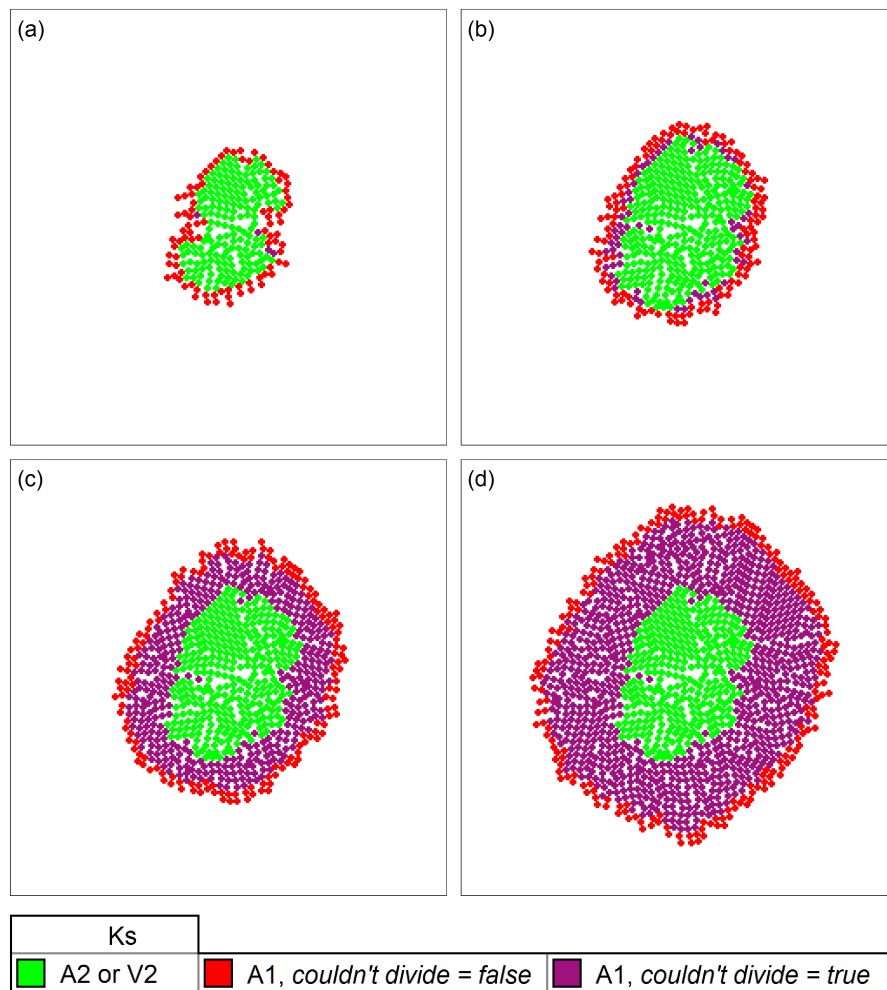 (a)
(b)
(c)
(d)
Ks
A2 or V2
A1, couldn't divide = false
A1, couldn't divide = true